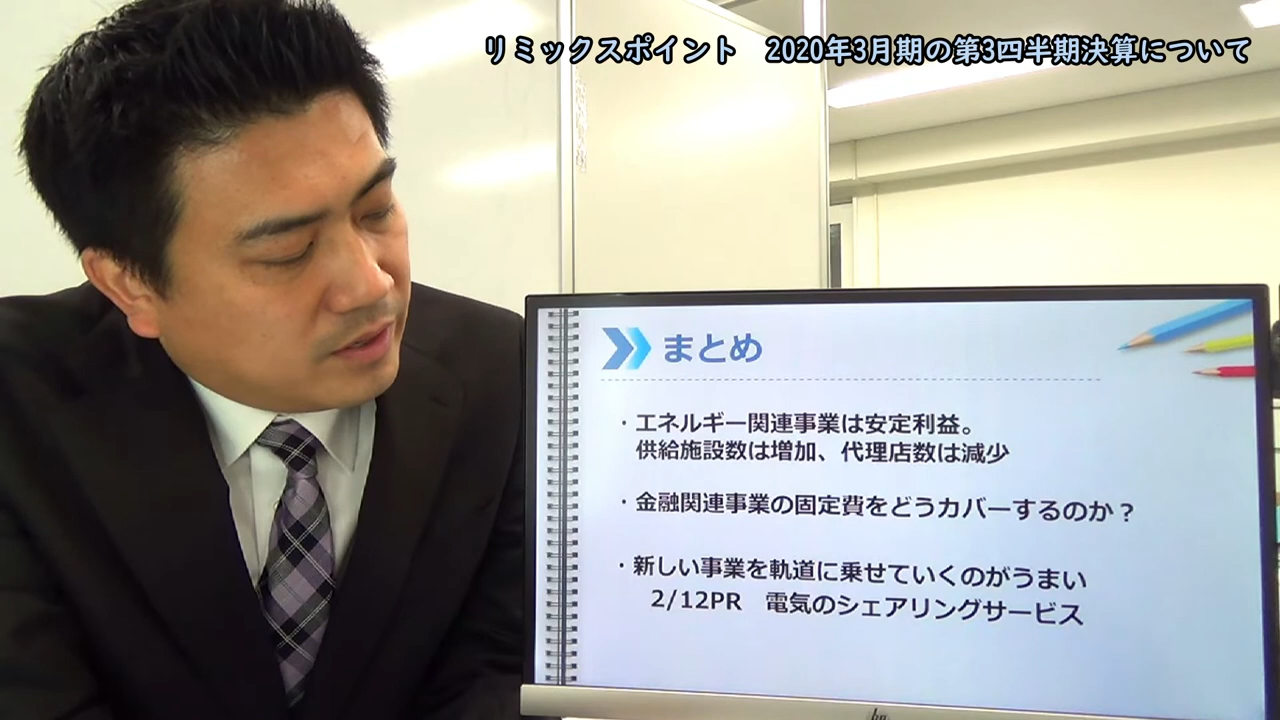 リミックスポイント　2020年3月期の第3四半期決算について
まとめ
・エネルギー関連事業は安定利益。
供給施設数は増加、代理店数は減少
・金融関連事業の固定費をどうカバーするのか？
・新しい事業を軌道に乗せていくのがうまい
2/12PR　電気のシェアリングサービス
hp